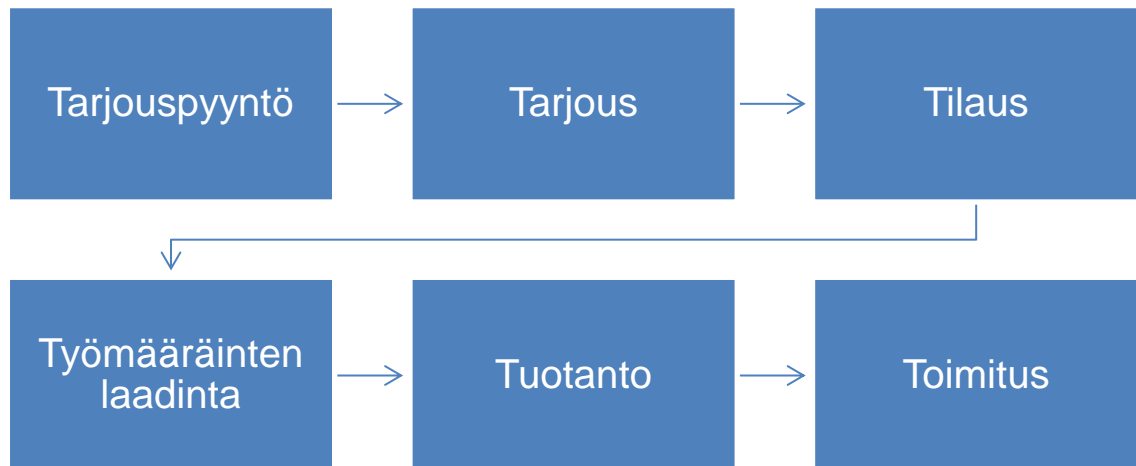 Tarjouspyyntö
Tarjous
Tilaus
Työmääräinten
laadinta
Tuotanto
Toimitus